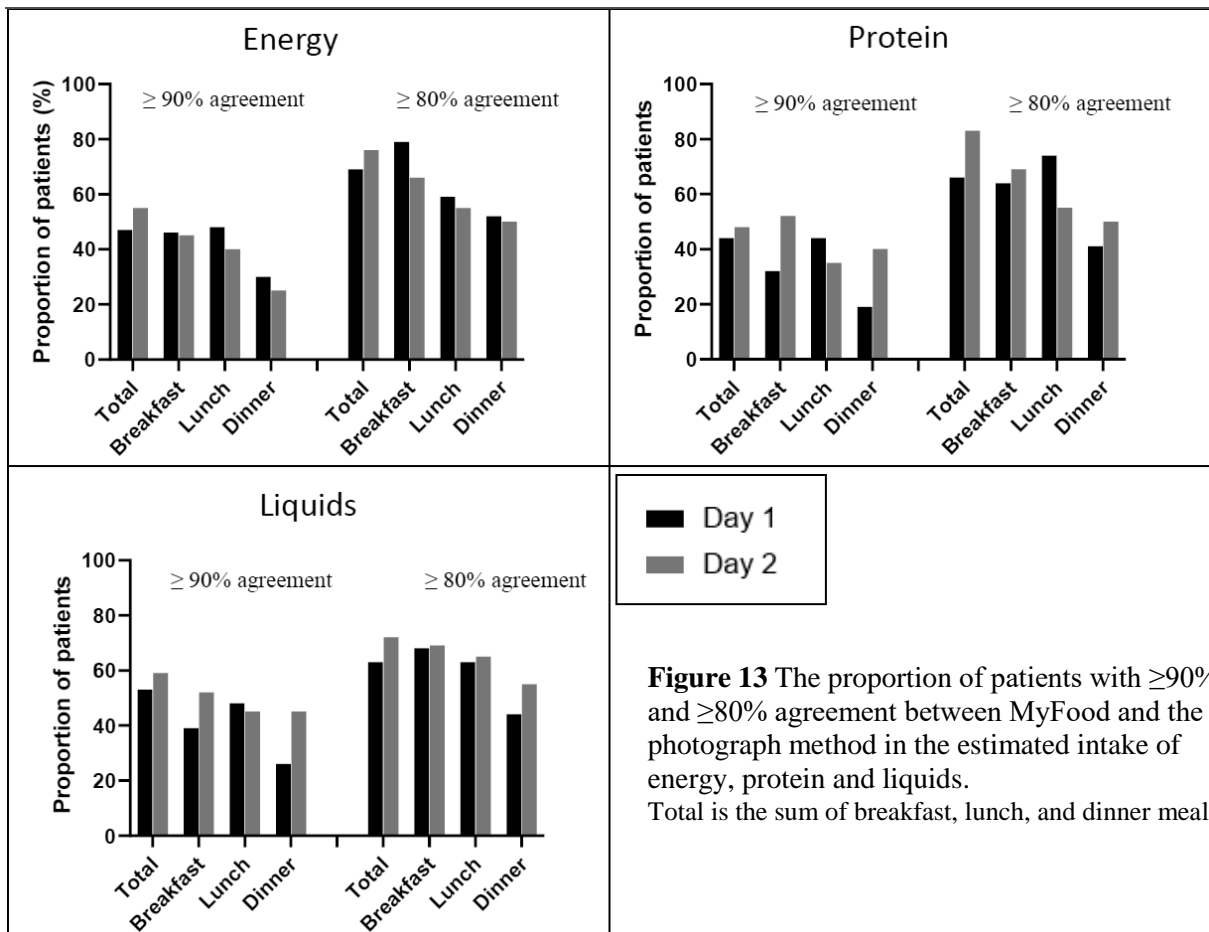 Energy
Proportion of patients (%)
100
80
60
40
20
0
≥ 90% agreement
≥ 80% agreement
Total
Breakfast
Lunch
Dinner
Total
Breakfast
Lunch
Dinner
Protein
Proportion of patients
100
80
60
40
20
0
≥ 90% agreement
≥ 80% agreement
Total
Breakfast
Lunch
Dinner
Total
Breakfast
Lunch
Dinner
Liquids
Proportion of patients
100
80
60
40
20
0
≥ 90% agreement
≥ 80% agreement
Total
Breakfast
Lunch
Dinner
Total
Breakfast
Lunch
Dinner
Day 1
Day 2
Figure 13 The proportion of patients with ≥90%
and ≥80% agreement between MyFood and the
photograph method in the estimated intake of
energy, protein and liquids.
Total is the sum of breakfast, lunch, and dinner meal